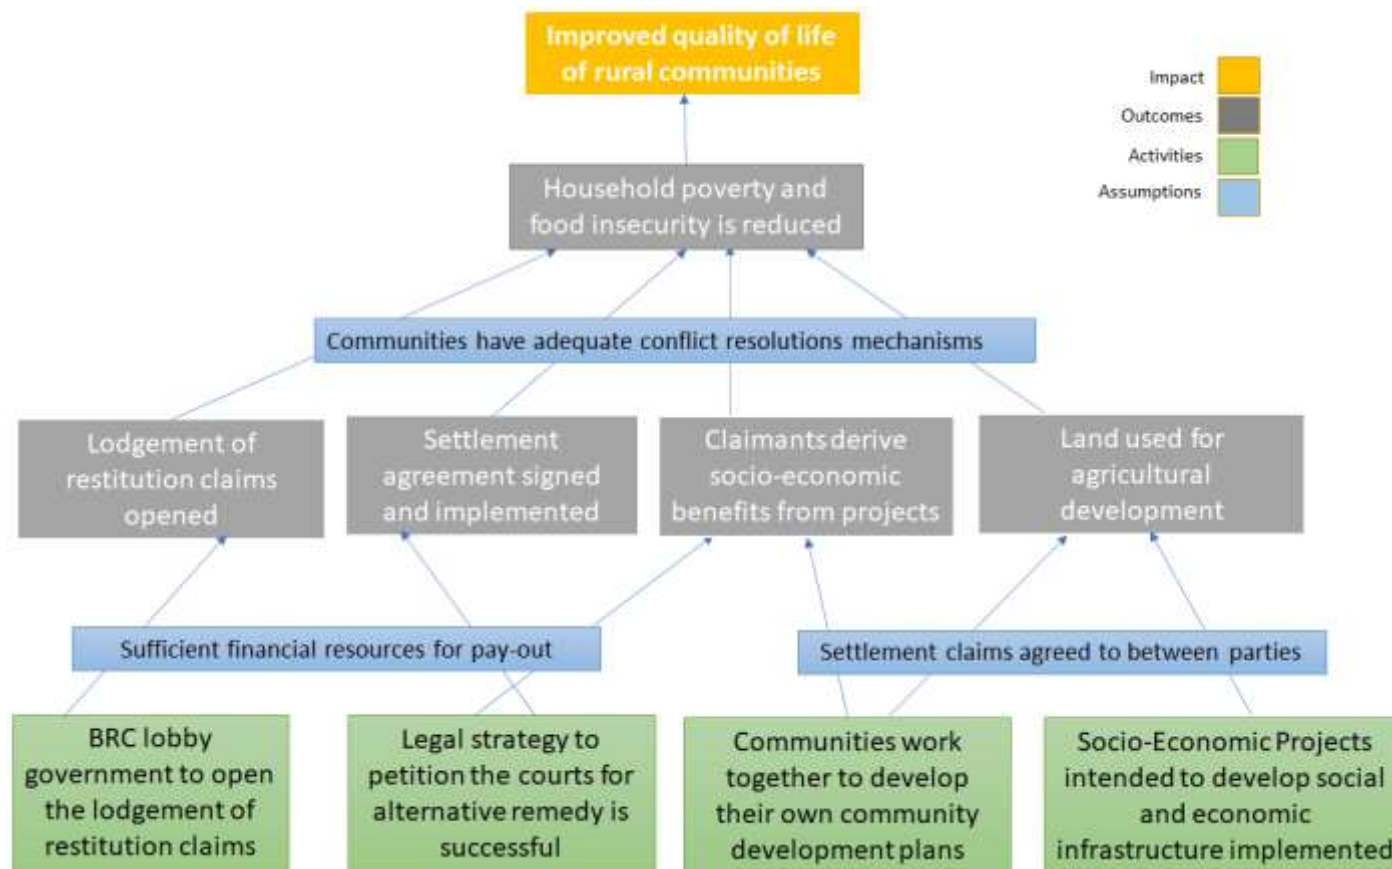 Improved quality of life
of rural communities
Impact
Outcomes
Activities
Assumptions
Household poverty and
food insecurity is reduced
Communities have adequate conflict resolutions mechanisms
Lodgement of
restitution claims
opened
Settlement
agreement signed
and implemented
Claimants derive
socio-economic
benefits from projects
Land used for
agricultural
development
Sufficient financial resources for pay-out
Settlement claims agreed to between parties
BRC lobby
government to open
the lodgement of
restitution claims
Legal strategy to
petition the courts for
alternative remedy is
successful
Communities work
together to develop
their own community
development plans
Socio-Economic Projects
intended to develop social
and economic
infrastructure implemented